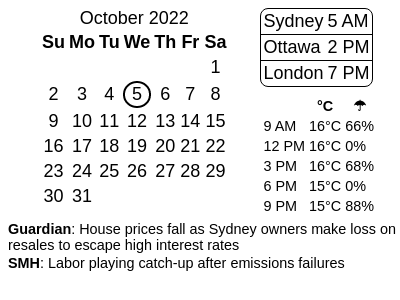 October 2022
Su Mo Tu We Th Fr Sa
1
2 3 4 5 6 7 8
9 10 11 12 13 14 15
16 17 18 19 20 21 22
23 24 25 26 27 28 29
30 31
Sydney 5 AM
Ottawa 2 PM
London 7 PM
°C ☂
9 AM 16°C 66%
12 PM 16°C 0%
3 PM 16°C 68%
6 PM 15°C 0%
9 PM 15°C 88%
Guardian: House prices fall as Sydney owners make loss on
resales to escape high interest rates
SMH: Labor playing catch-up after emissions failures